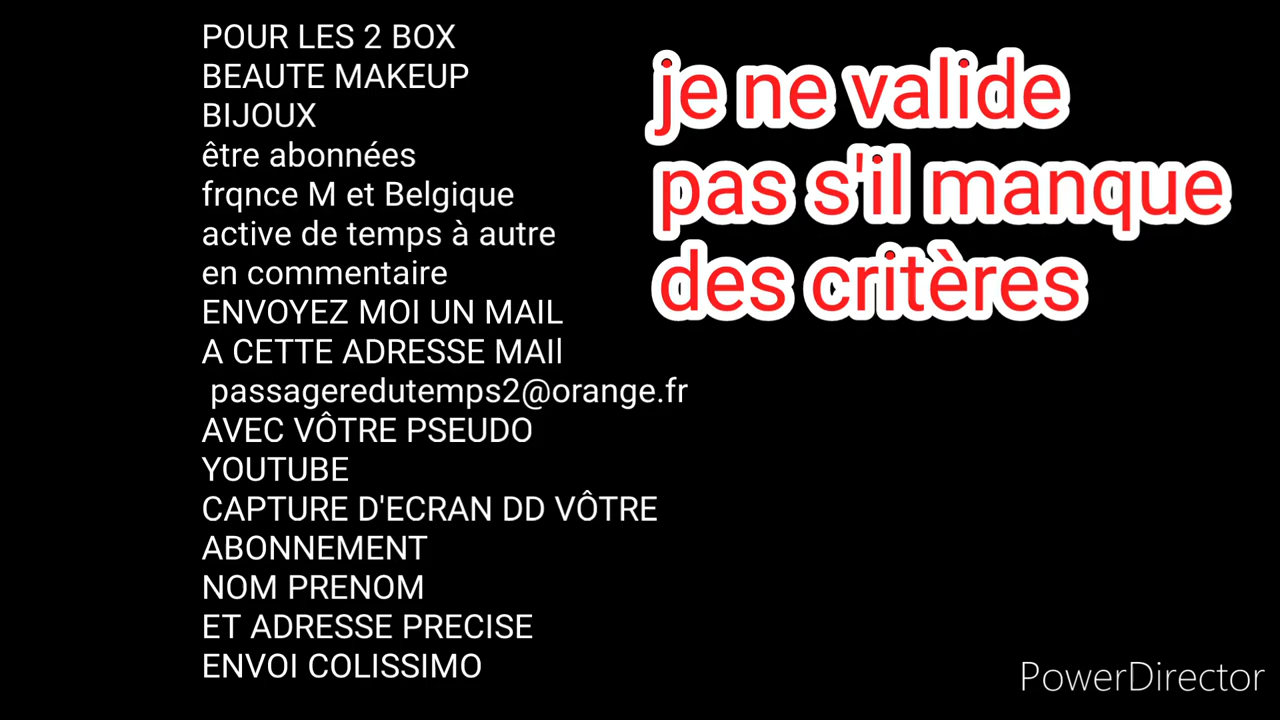 POUR LES 2 BOX
BEAUTE MAKEUP
BIJOUX
être abonnées
frqnce M et Belgique
active de temps à autre
en commentaire
ENVOYEZ MOI UN MAIL
A CETTE ADRESSE MAIl
passageredutemps2@orange.fr
AVEC VÔTRE PSEUDO
YOUTUBE
CAPTURE D'ECRAN DD VÔTRE
ABONNEMENT
NOM PRENOM
ET ADRESSE PRECISE
ENVOI COLISSIMO
je ne valide
pas s'il manque
des critères
PowerDirector